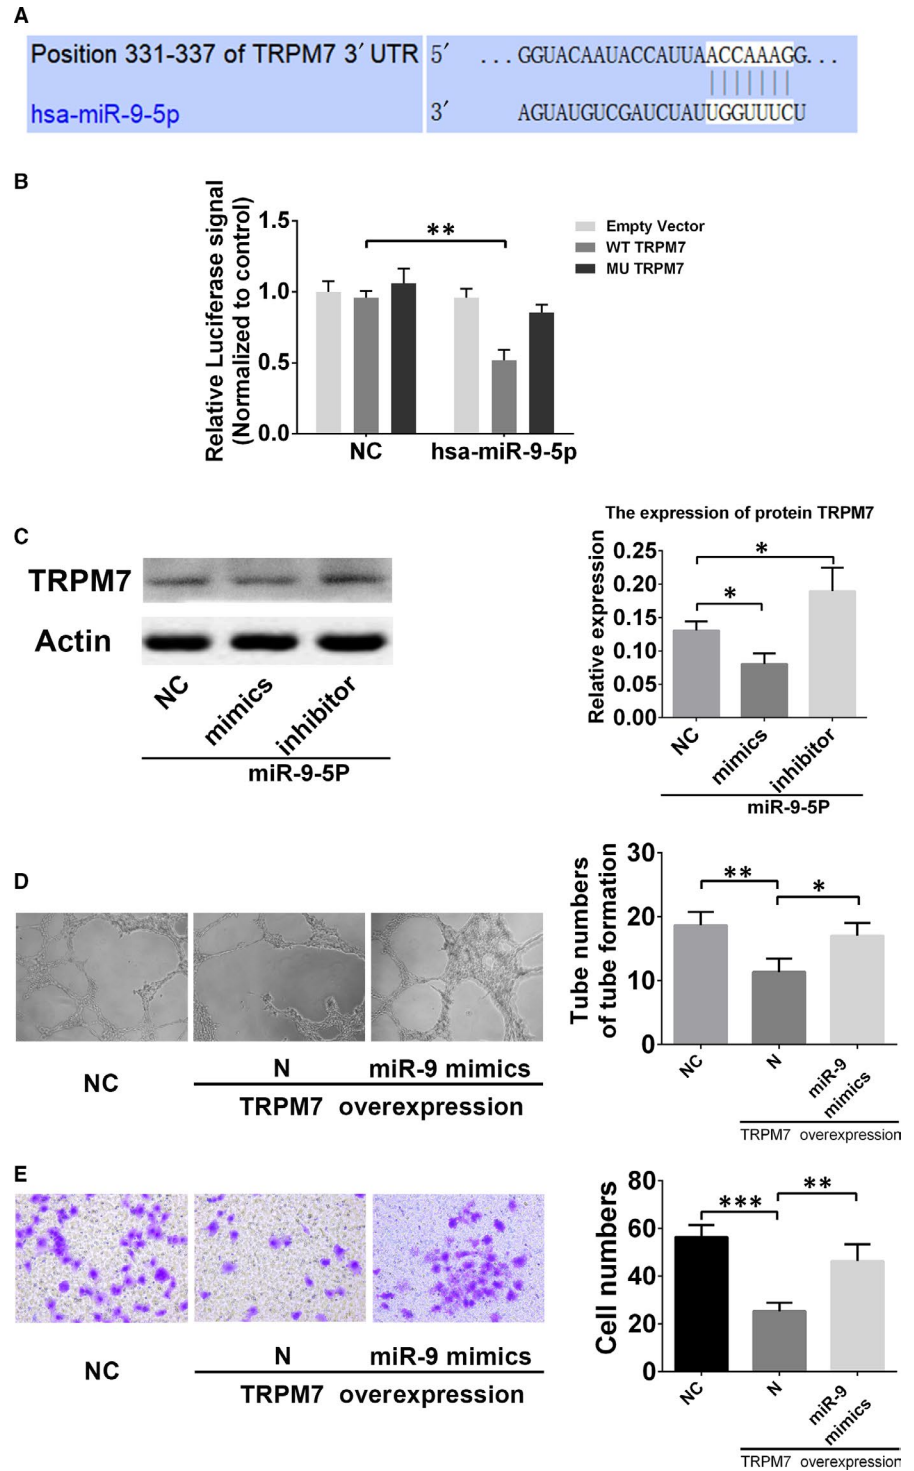 A
Position 331-337 of TRPM7 3′ UTR 5′ ...GGUACAAUACCAUUAACCAAAGG...
hsa-miR-9-5p 3′ AGUAUGUCGAUCUAUUGGUUUCU
B
Relative Luciferase signal
(Normalized to control)
1.5
1.0
0.5
0.0
**
NC
hsa-miR-9-5p
Empty Vector
WT TRPM7
MU TRPM7
C
TRPM7
Actin
NC
mimics
inhibitor
miR-9-5P
The expression of protein TRPM7
Relative expression
0.25
0.20
0.15
0.10
0.05
0.00
*
*
NC
mimics
inhibitor
miR-9-5P
D
NC
N
miR-9 mimics
TRPM7 overexpression
Tube numbers
of tube formation
30
20
10
0
**
*
NC
N
miR-9
mimics
TRPM7 overexpression
E
NC
N
miR-9 mimics
TRPM7 overexpression
Cell numbers
80
60
40
20
0
***
**
NC
N
miR-9
mimics
TRPM7 overexpression